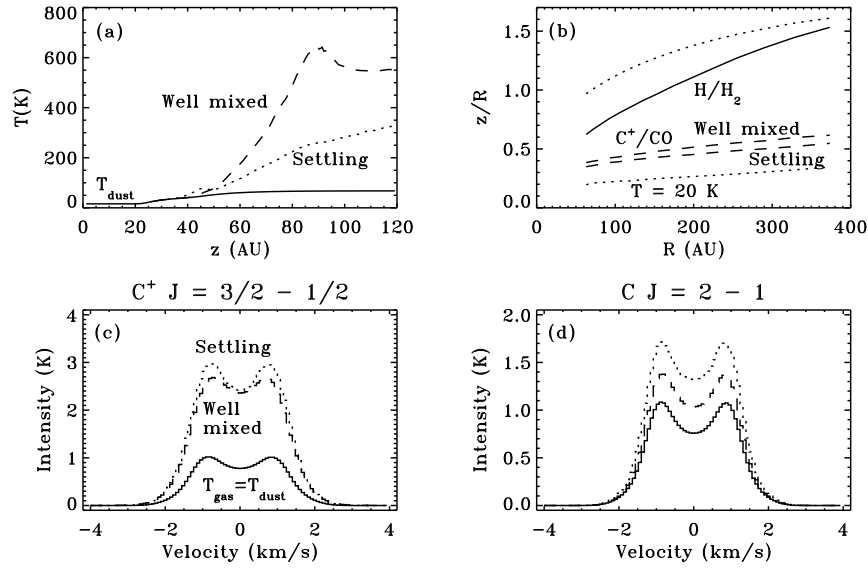 (a)
T(K)
800
600
400
200
0
Well mixed
Settling
T_dust
0 20 40 60 80 100 120
z (AU)
(b)
z/R
1.5
1.0
0.5
0.0
H/H₂
Well mixed
C⁺/CO
Settling
T = 20 K
0 100 200 300 400
R (AU)
C⁺ J = 3/2 - 1/2
(c)
Intensity (K)
4
3
2
1
0
Settling
Well
mixed
T_gas=T_dust
-4 -2 0 2 4
Velocity (km/s)
C J = 2 - 1
(d)
Intensity (K)
2.0
1.5
1.0
0.5
0.0
-4 -2 0 2 4
Velocity (km/s)